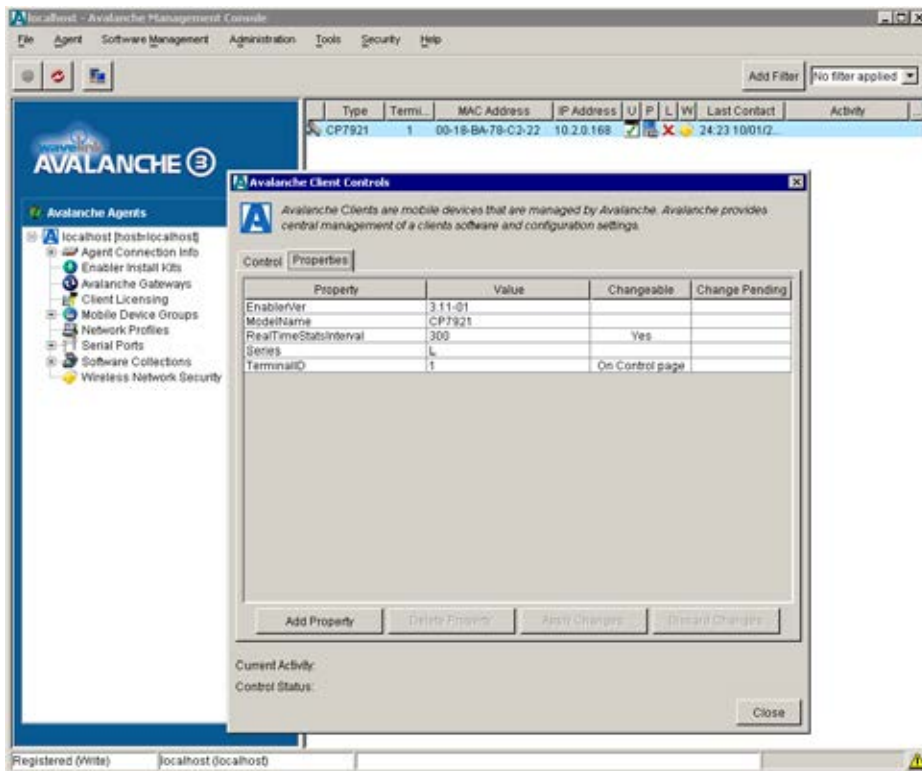 localhost - Avalanche Management Console
File Agent Software Management Administration Tools Security Help
Add Filter No filter applied
Type Termi... MAC Address IP Address U P L W Last Contact Activity ...
CP7921 1 00-18-BA-78-C2-22 10.2.0.168 24:23 10/01/2...
wavelink
AVALANCHE 3
Avalanche Agents
localhost [host=localhost]
Agent Connection Info
Enabler Install Kits
Avalanche Gateways
Client Licensing
Mobile Device Groups
Network Profiles
Serial Ports
Software Collections
Wireless Network Security
Avalanche Client Controls
Avalanche Clients are mobile devices that are managed by Avalanche. Avalanche provides
central management of a clients software and configuration settings.
Control Properties
Property Value Changeable Change Pending
EnablerVer 3.11-01
ModelName CP7921
RealTimeStatsInterval 300 Yes
Series L
TerminalID 1 On Control page
Add Property Delete Property Apply Changes Discard Changes
Current Activity:
Control Status:
Close
Registered (Write) localhost (localhost)